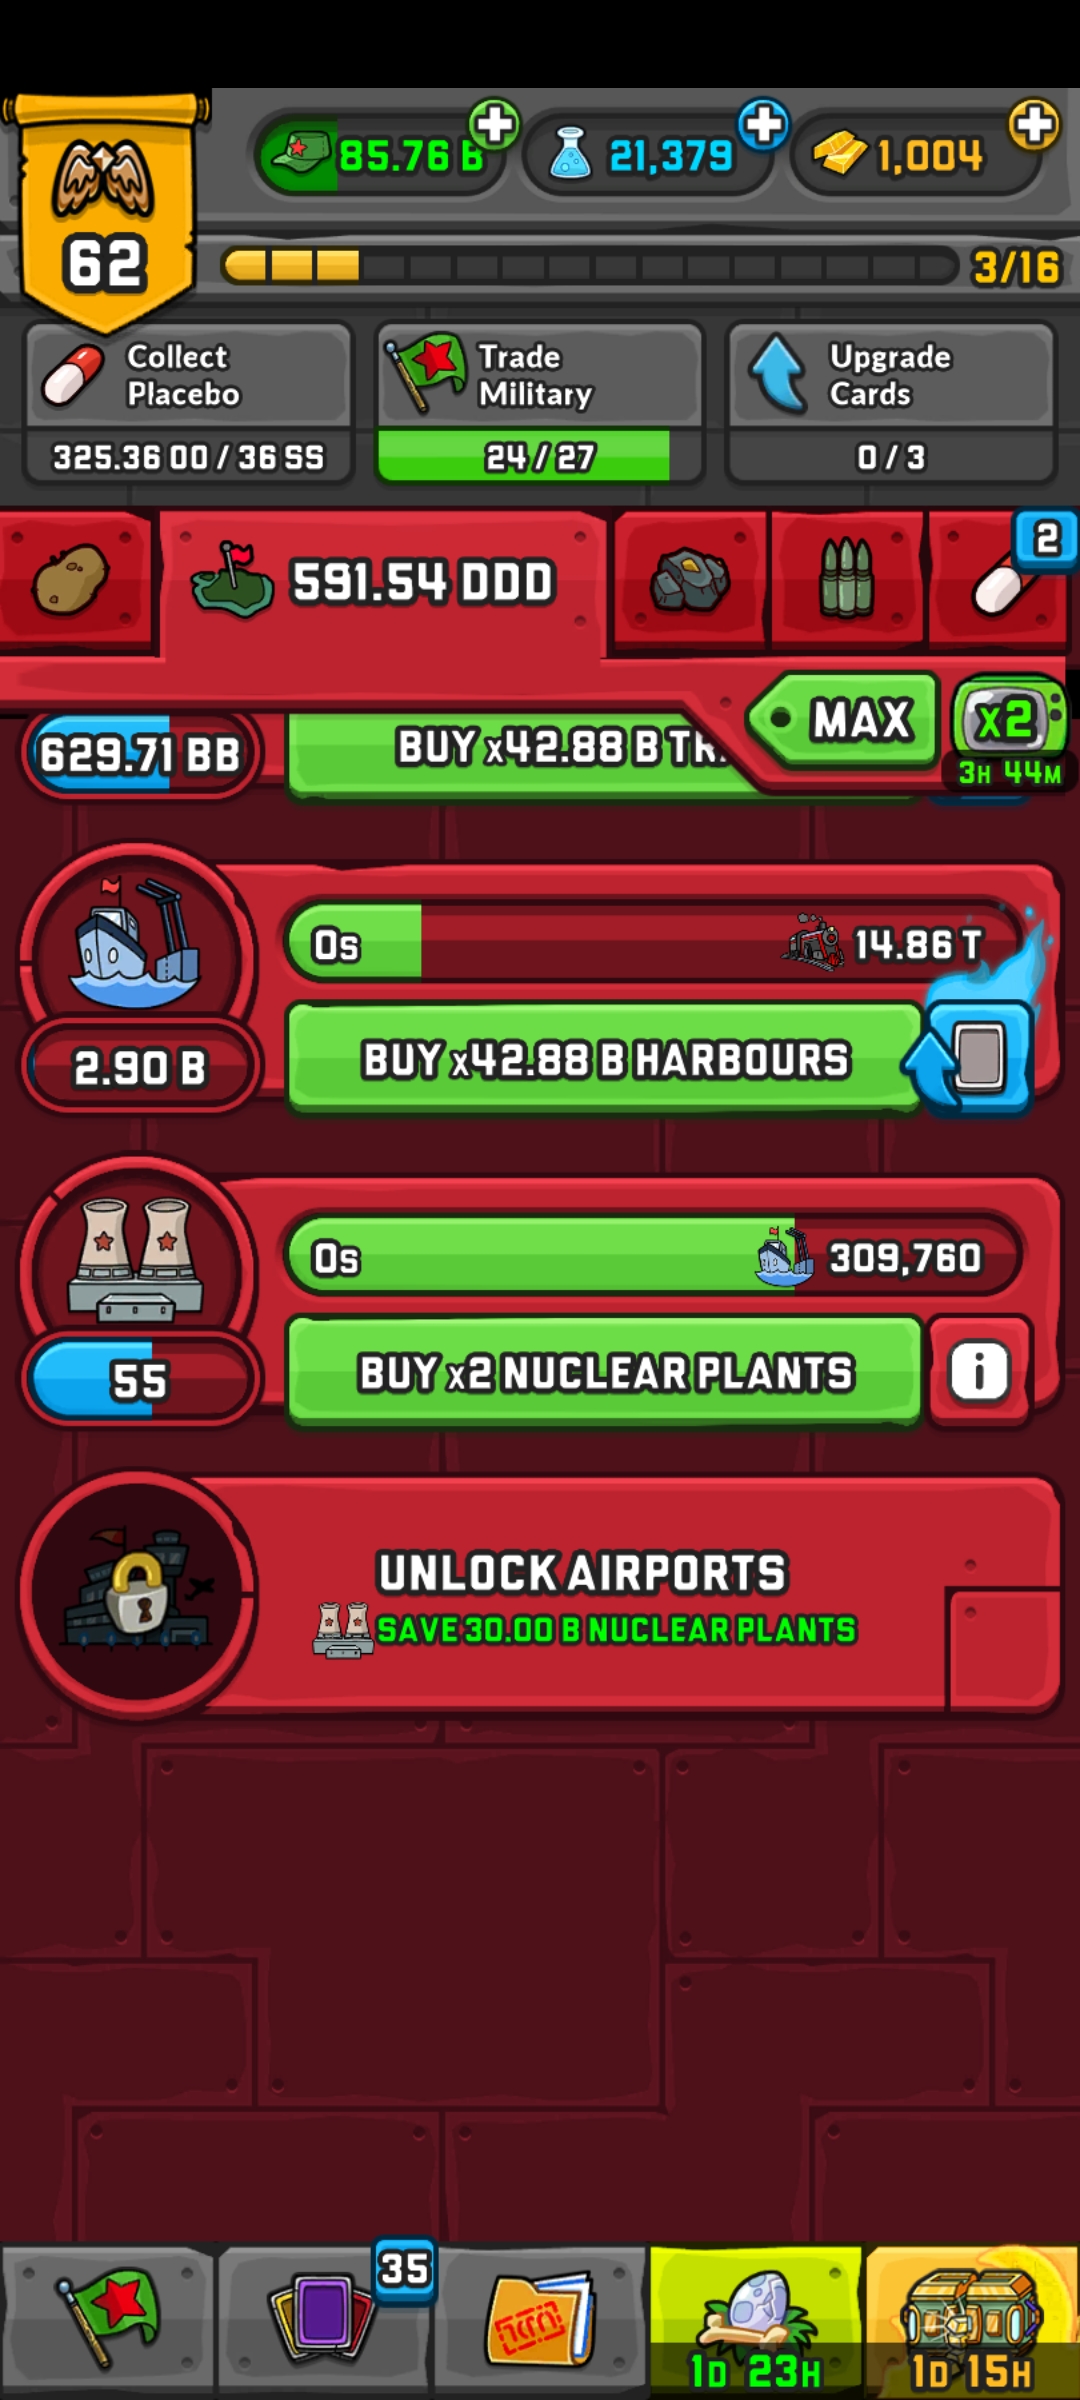 85.76 B
21,379
1,004
62
3/16
Collect
Placebo
325.36 OO / 36 SS
Trade
Military
24 / 27
Upgrade
Cards
0 / 3
591.54 DDD
2
MAX
x2
3H 44M
629.71 BB
BUY x42.88 B
0s
14.86 T
2.90 B
BUY x42.88 B HARBOURS
0s
309,760
55
BUY x2 NUCLEAR PLANTS
i
UNLOCK AIRPORTS
SAVE 30.00 B NUCLEAR PLANTS
35
1D 23H
1D 15H